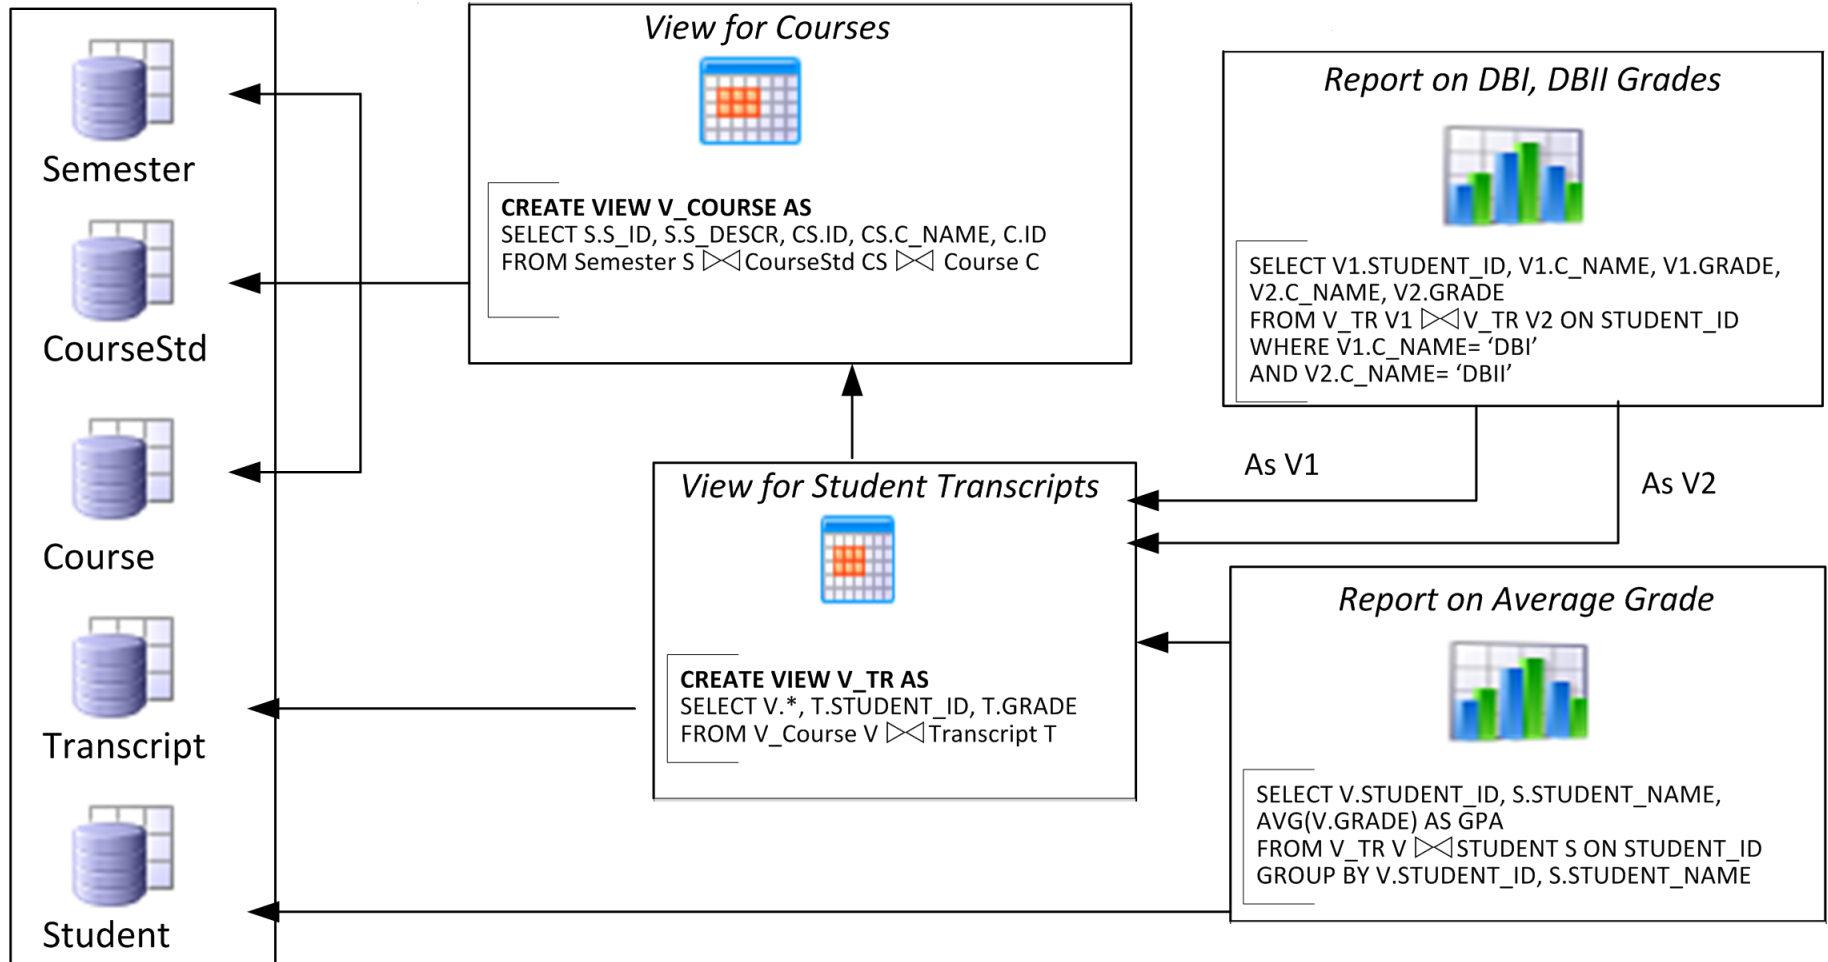 Semester
CourseStd
Course
Transcript
Student
View for Courses
CREATE VIEW V_COURSE AS
SELECT S.S_ID, S.S_DESCR, CS.ID, CS.C_NAME, C.ID
FROM Semester S ⋈ CourseStd CS ⋈ Course C
View for Student Transcripts
CREATE VIEW V_TR AS
SELECT V.*, T.STUDENT_ID, T.GRADE
FROM V_Course V ⋈ Transcript T
Report on DBI, DBII Grades
SELECT V1.STUDENT_ID, V1.C_NAME, V1.GRADE,
V2.C_NAME, V2.GRADE
FROM V_TR V1 ⋈ V_TR V2 ON STUDENT_ID
WHERE V1.C_NAME= ‘DBI’
AND V2.C_NAME= ‘DBII’
As V1
As V2
Report on Average Grade
SELECT V.STUDENT_ID, S.STUDENT_NAME,
AVG(V.GRADE) AS GPA
FROM V_TR V ⋈ STUDENT S ON STUDENT_ID
GROUP BY V.STUDENT_ID, S.STUDENT_NAME